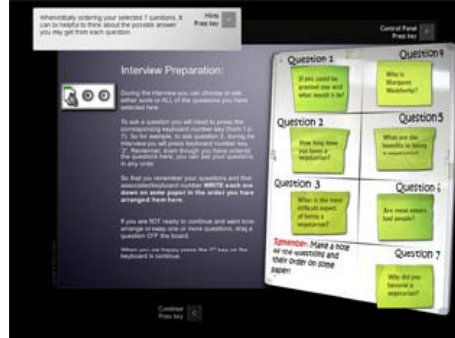 When initially ordering your selected 7 questions, it
can be helpful to think about the possible answer
you may get from each question
Hints
Press key
Control Panel
Press key
Interview Preparation:
During the interview you can choose to ask
either some or ALL of the questions you have
selected here
To ask a question you will need to press the
corresponding keyboard number key (from 1 to
7). So for example, to ask question 2, during the
interview you will press keyboard number key
'2'. Remember, even though you have ordered
the questions here, you can ask your questions
in any order
So that you remember your questions and their
associated keyboard number WRITE each one
down on some paper in the order you have
arranged them here.
If you are NOT ready to continue and want to re-
arrange or swap one or more questions, drag a
question OFF the board.
When you are happy press the key on the
keyboard to continue.
Continue
Press key
C
Question 1
If you could be
granted one wish
what would it be?
Question 2
How long have
you been a
vegetarian?
Question 3
What is the most
difficult aspect
of being a
vegetarian?
Remember: Make a note
of the questions and
their order on some
paper!
Question 4
Who is
Margaret
Question 5
What are the
benefits to being
a vegetarian?
Question 6
Are meat eaters
bad people?
Question 7
Why did you
become a
vegetarian?